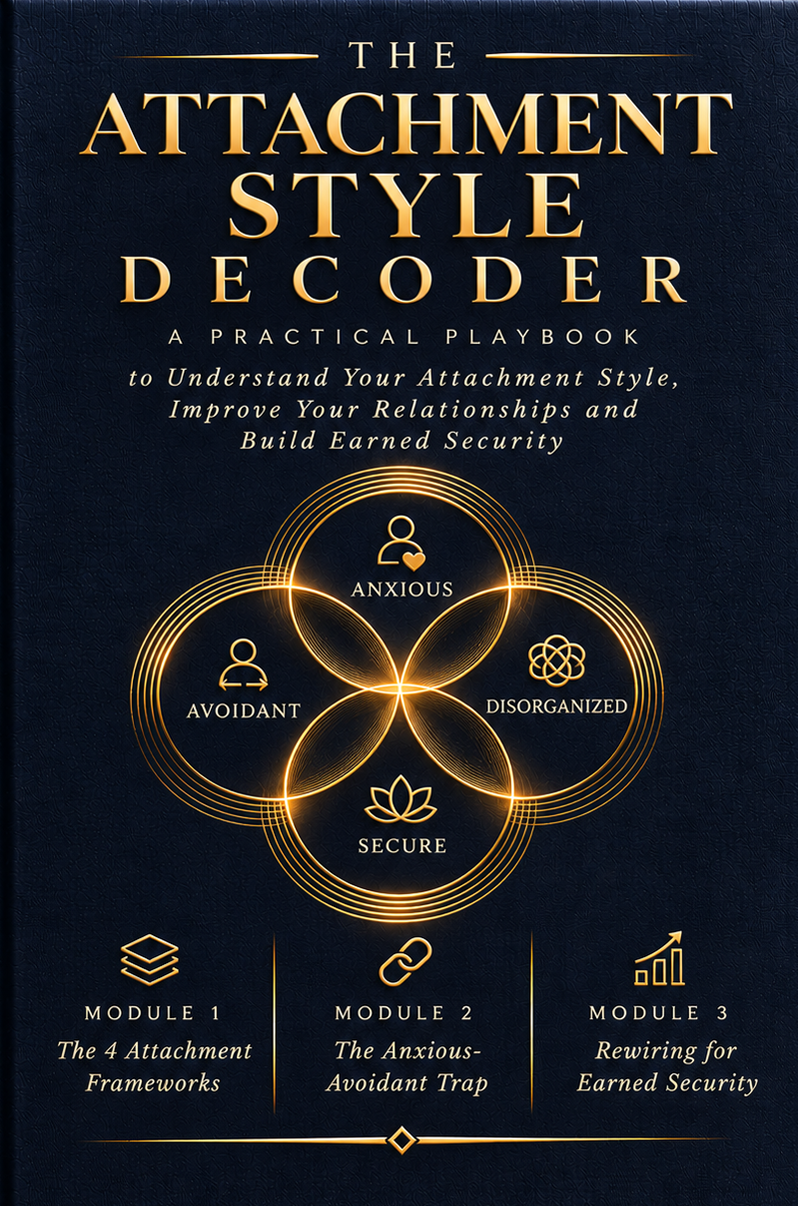 THE
ATTACHMENT
STYLE
DECODER
A PRACTICAL PLAYBOOK
to Understand Your Attachment Style,
Improve Your Relationships and
Build Earned Security
ANXIOUS
AVOIDANT
DISORGANIZED
SECURE
MODULE 1
The 4 Attachment
Frameworks
MODULE 2
The Anxious-
Avoidant Trap
MODULE 3
Rewiring for
Earned Security